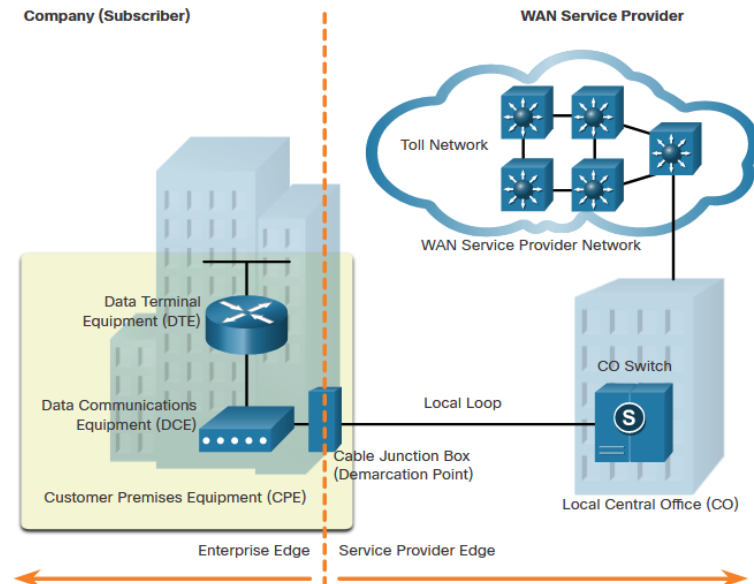 Company (Subscriber)
WAN Service Provider
Toll Network
WAN Service Provider Network
Data Terminal
Equipment (DTE)
CO Switch
S
Data Communications
Equipment (DCE)
Local Loop
Cable Junction Box
(Demarcation Point)
Customer Premises Equipment (CPE)
Local Central Office (CO)
Enterprise Edge
Service Provider Edge